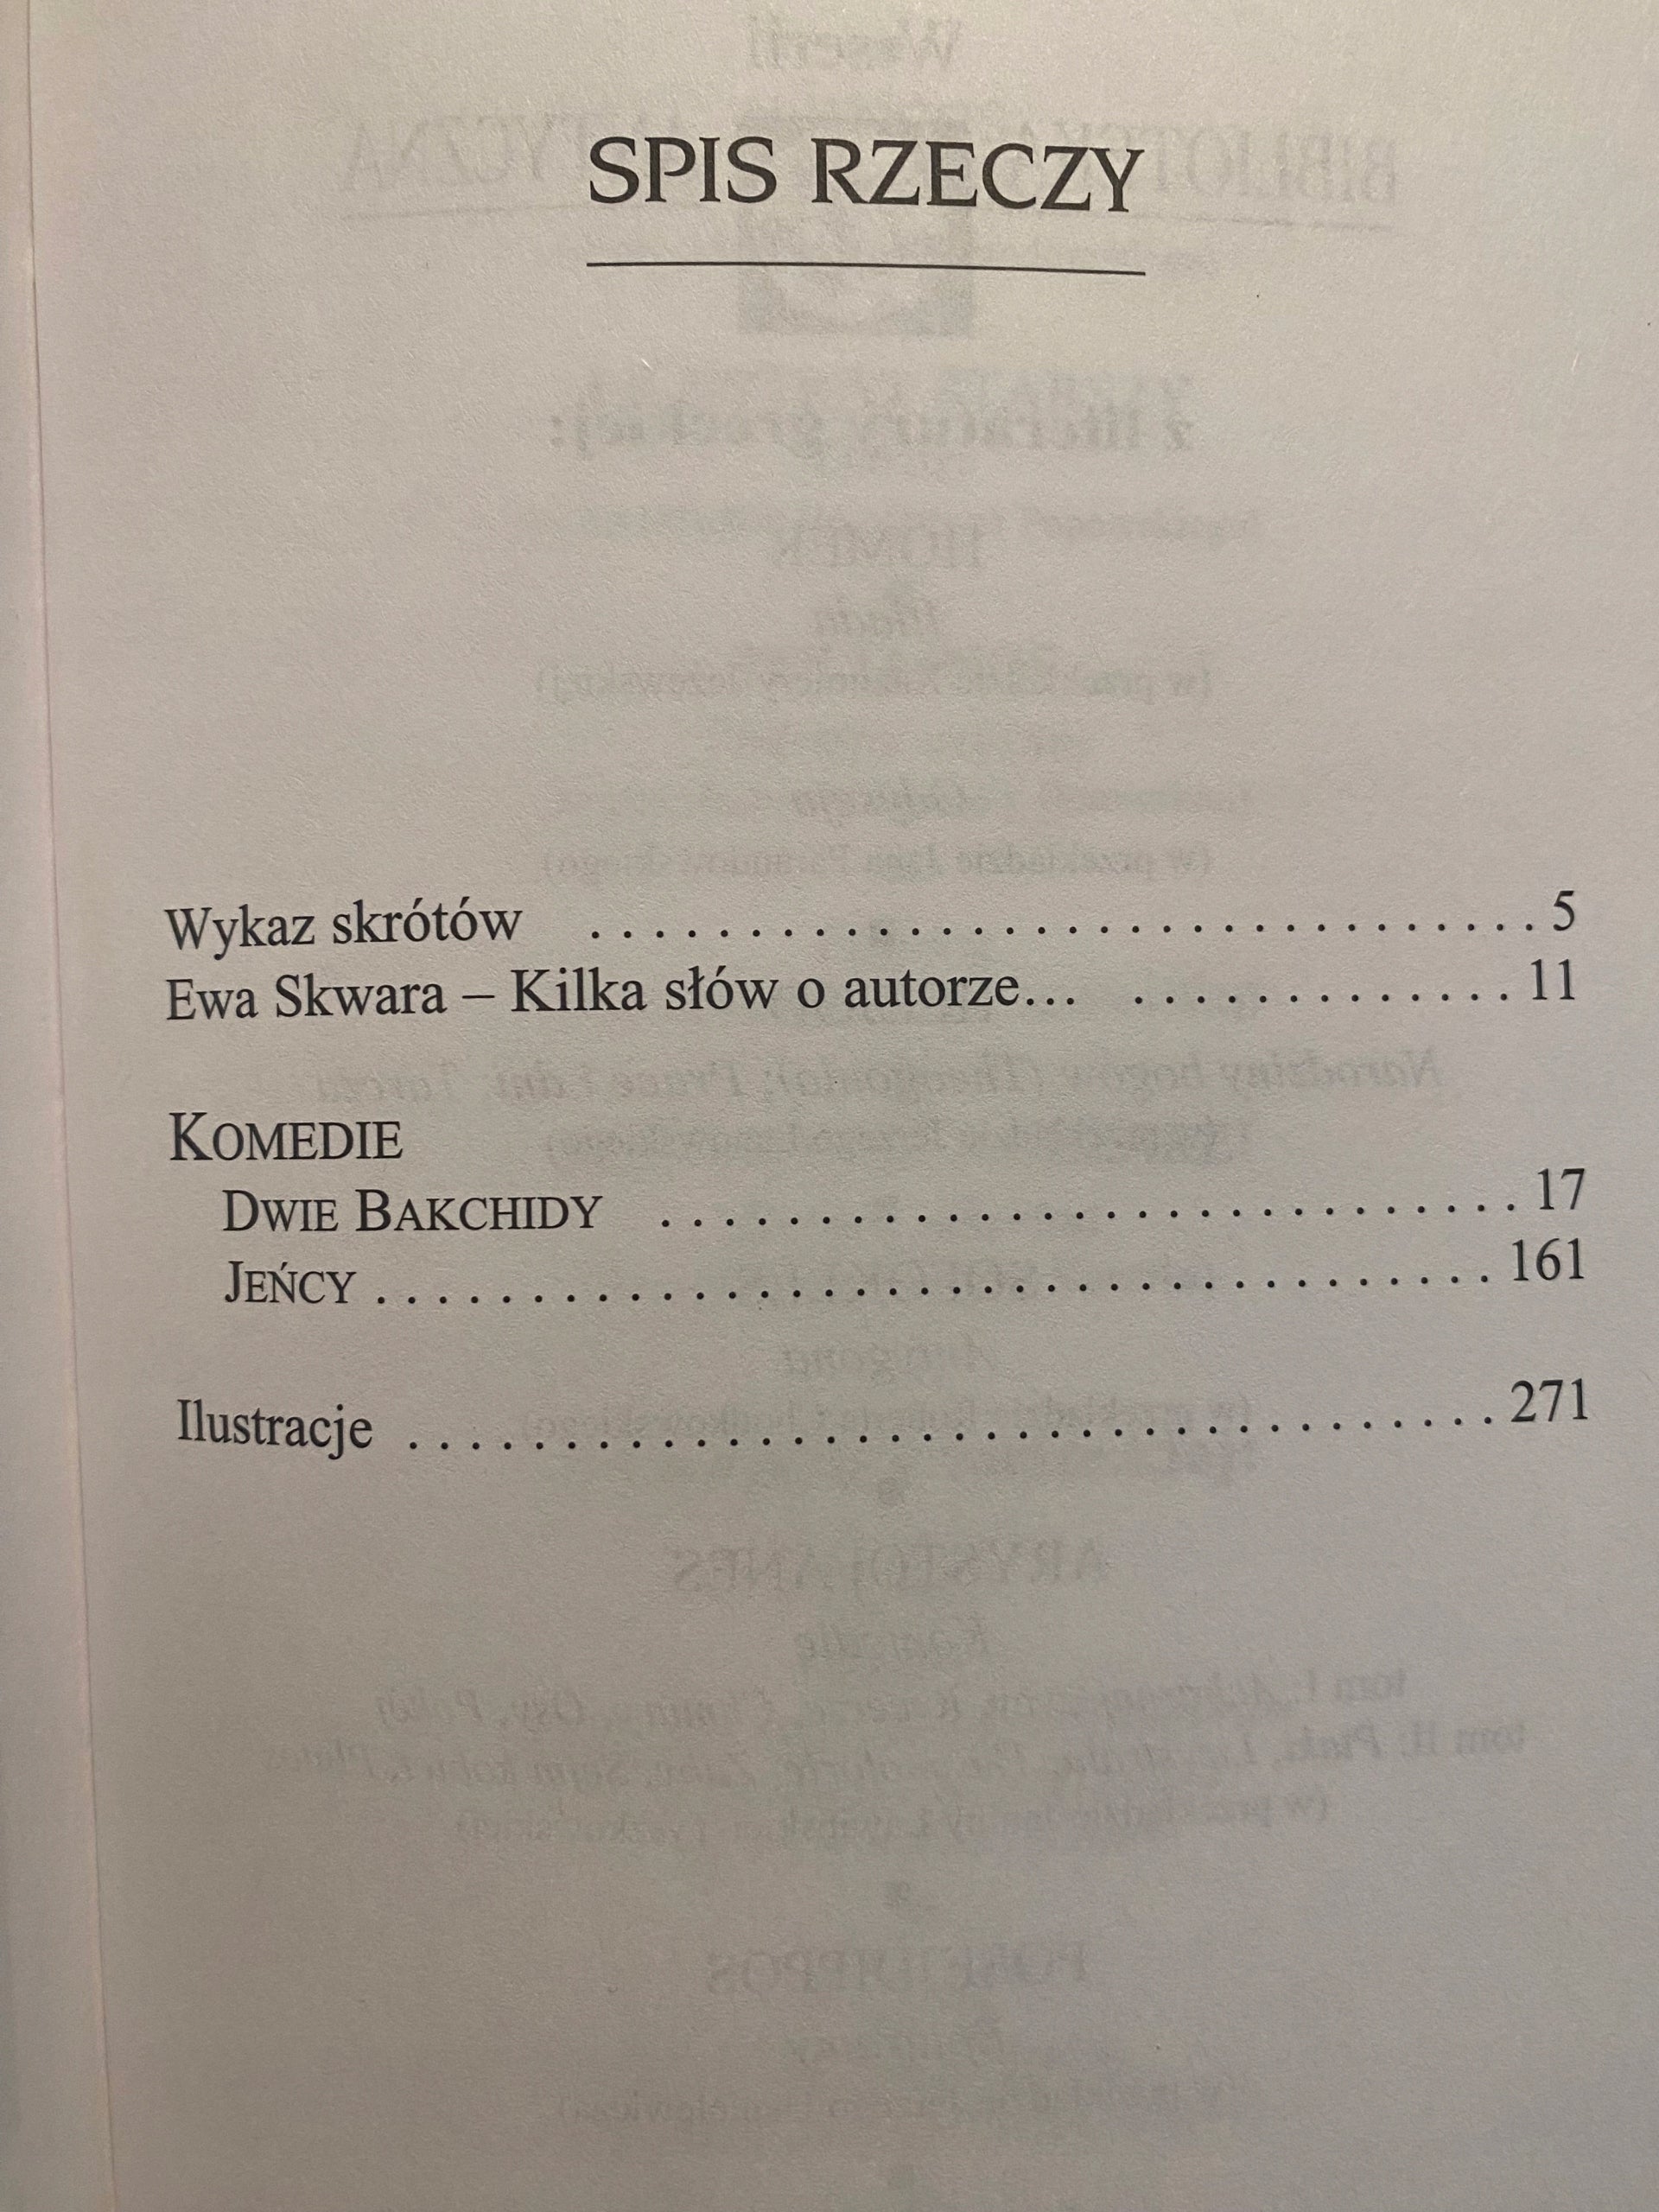 SPIS RZECZY
Wykaz skrótów . . . . . . . . . . . . . . . . . . . . . . . . . . . . . . 5
Ewa Skwara – Kilka słów o autorze... . . . . . . . . . . . . . 11
KOMEDIE
DWIE BAKCHIDY . . . . . . . . . . . . . . . . . . . . . . . . . . . 17
JEŃCY . . . . . . . . . . . . . . . . . . . . . . . . . . . . . . . . . . . 161
Ilustracje . . . . . . . . . . . . . . . . . . . . . . . . . . . . . . . . . . 271